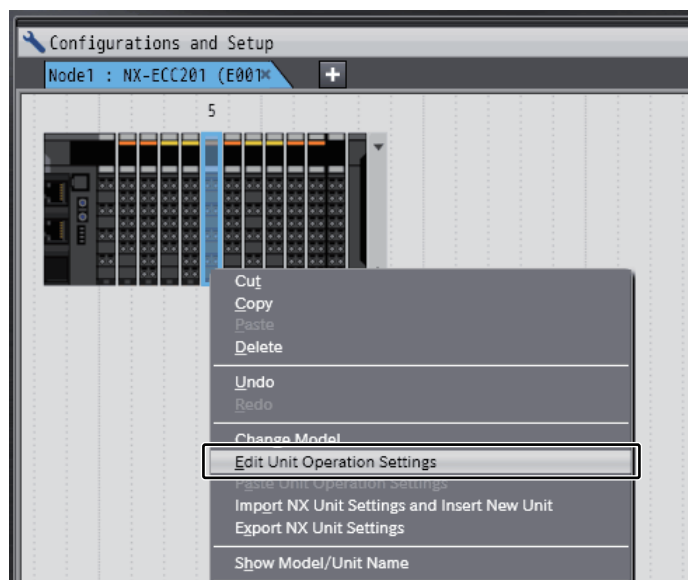 Configurations and Setup
Node1 : NX-ECC201 (E001
5
Cut
Copy
Paste
Delete
Undo
Redo
Change Model
Edit Unit Operation Settings
Paste Unit Operation Settings
Import NX Unit Settings and Insert New Unit
Export NX Unit Settings
Show Model/Unit Name